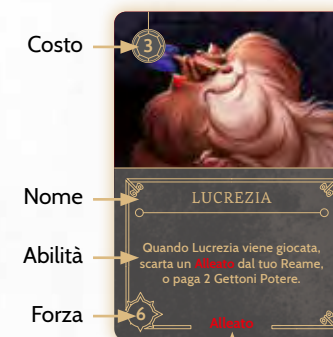 Costo
3
Nome
LUCREZIA
Abilità
Quando Lucrezia viene giocata,
scarta un Alleato dal tuo Reame,
o paga 2 Gettoni Potere.
Forza
6
Alleato